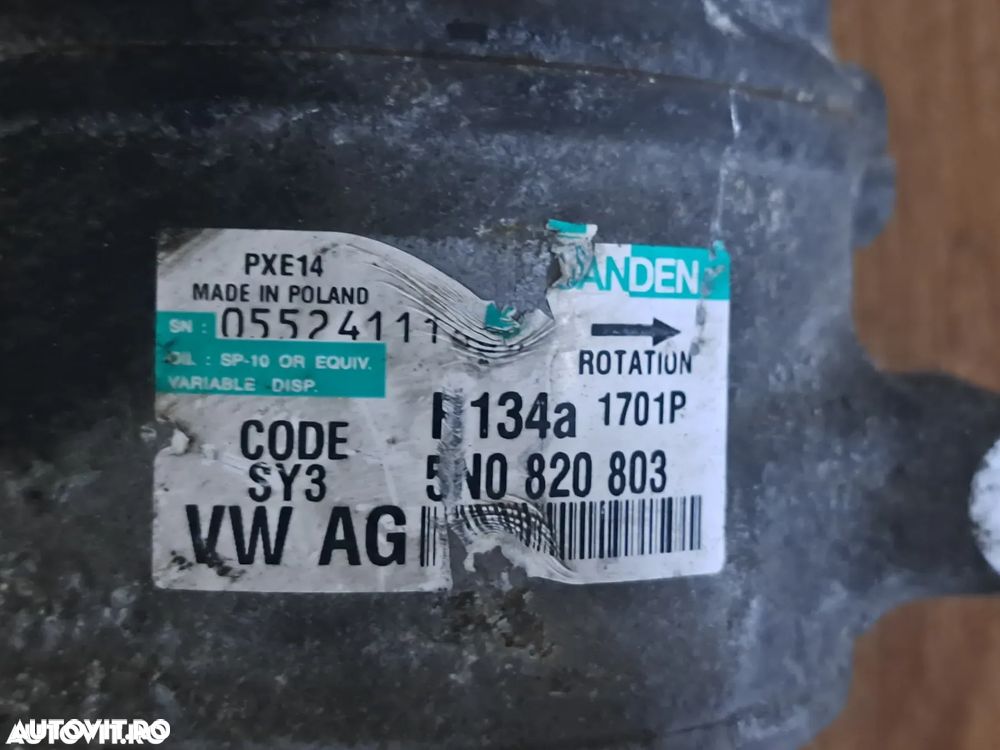 PXE14
MADE IN POLAND
SN : 05524111
OIL : SP-10 OR EQUIV.
VARIABLE DISP.
SANDEN
ROTATION
R 134a 1701P
CODE
SY3
5N0 820 803
VW AG
AUTOVIT.RO